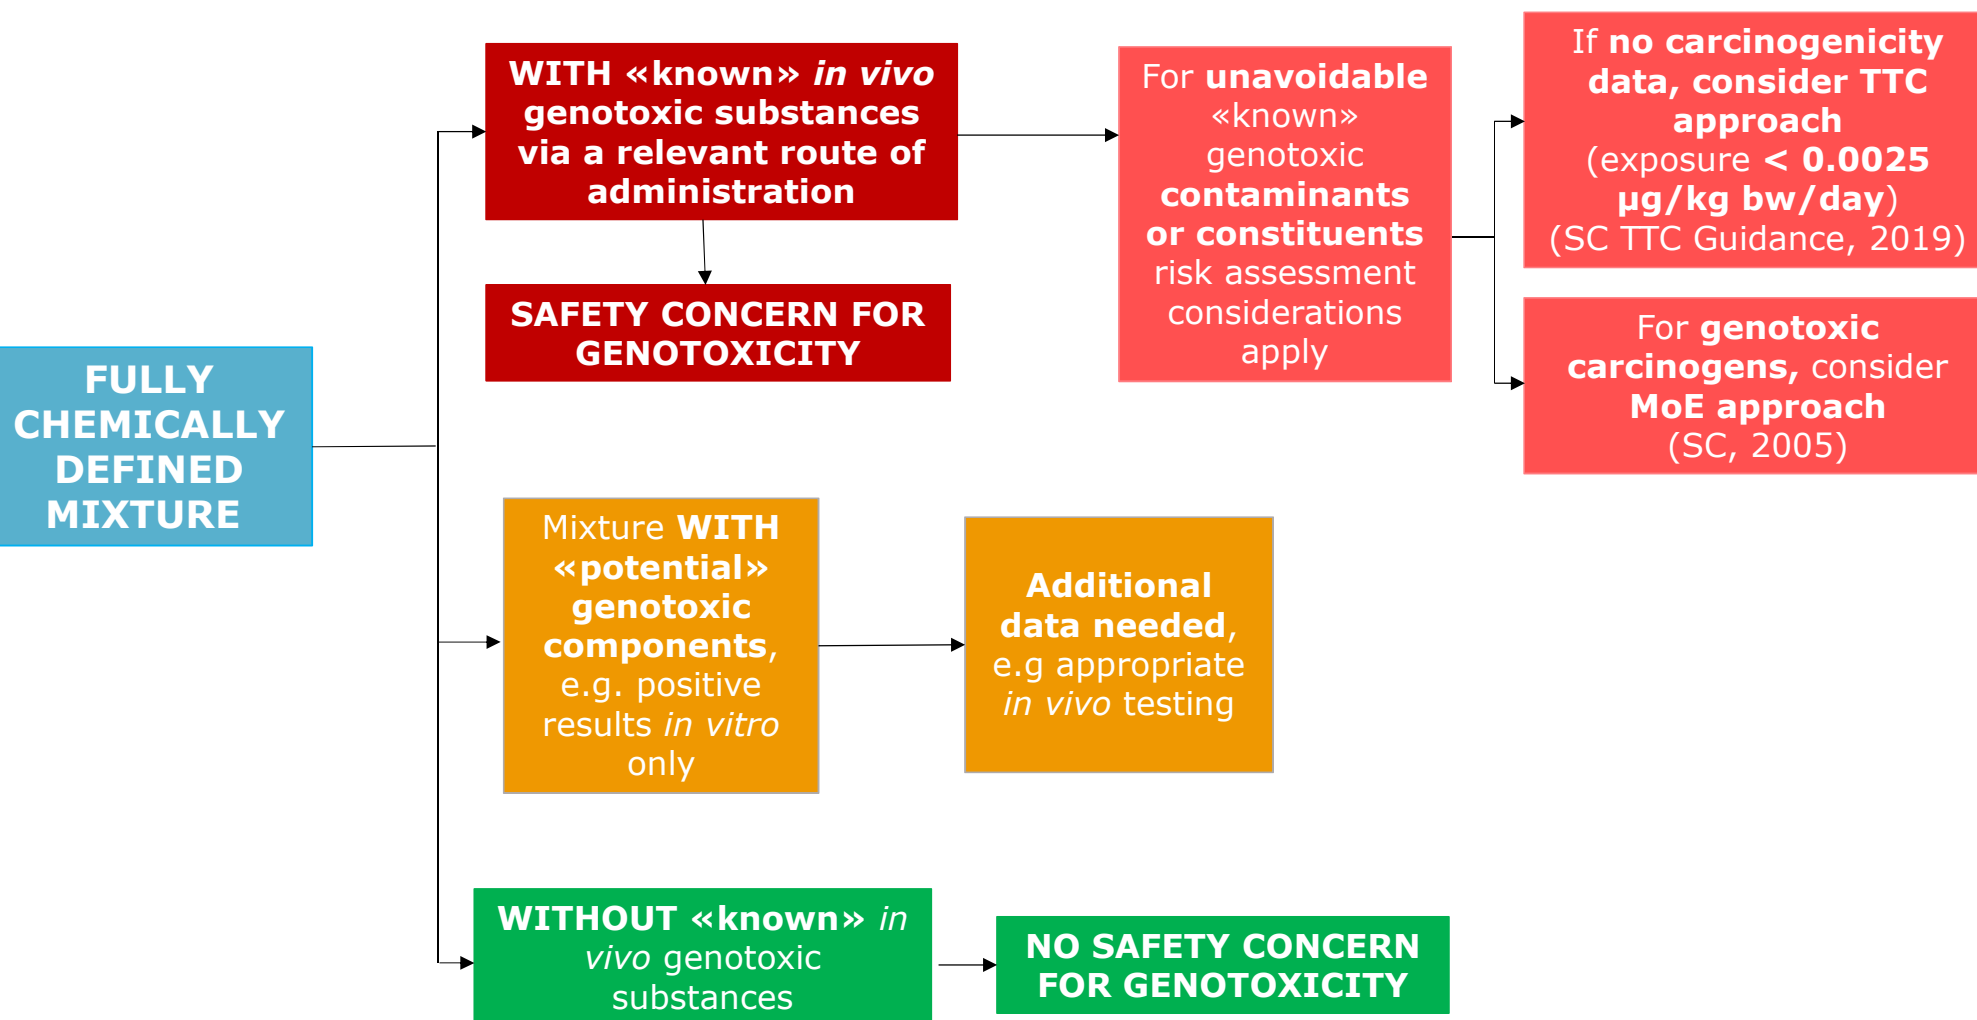 FULLY
CHEMICALLY
DEFINED
MIXTURE
WITH «known» in vivo
genotoxic substances
via a relevant route of
administration
SAFETY CONCERN FOR
GENOTOXICITY
For unavoidable
«known»
genotoxic
contaminants
or constituents
risk assessment
considerations
apply
If no carcinogenicity
data, consider TTC
approach
(exposure < 0.0025
µg/kg bw/day)
(SC TTC Guidance, 2019)
For genotoxic
carcinogens, consider
MoE approach
(SC, 2005)
Mixture WITH
«potential»
genotoxic
components,
e.g. positive
results in vitro
only
Additional
data needed,
e.g appropriate
in vivo testing
WITHOUT «known» in
vivo genotoxic
substances
NO SAFETY CONCERN
FOR GENOTOXICITY